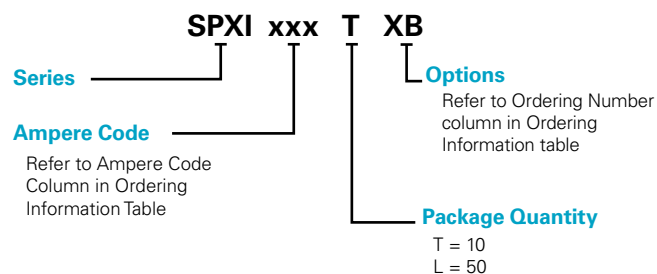 SPXI xxx T XB
Series
Options
Refer to Ordering Number
column in Ordering
Information table
Ampere Code
Refer to Ampere Code
Column in Ordering
Information Table
Package Quantity
T = 10
L = 50